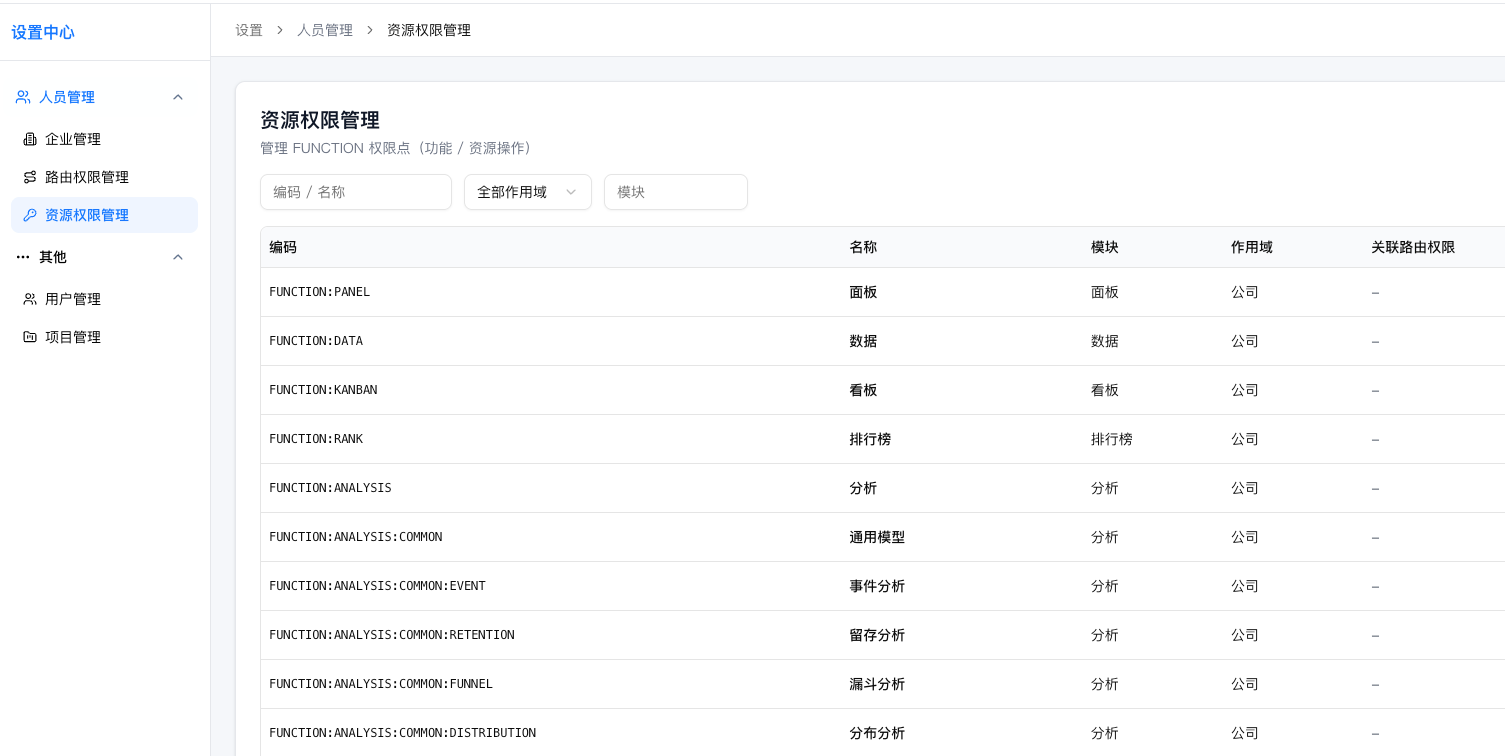 设置中心
设置 > 人员管理 > 资源权限管理
人员管理
企业管理
路由权限管理
资源权限管理
其他
用户管理
项目管理
资源权限管理
管理 FUNCTION 权限点（功能 / 资源操作）
编码 / 名称 全部作用域 模块
编码 名称 模块 作用域 关联路由权限
FUNCTION:PANEL 面板 面板 公司 –
FUNCTION:DATA 数据 数据 公司 –
FUNCTION:KANBAN 看板 看板 公司 –
FUNCTION:RANK 排行榜 排行榜 公司 –
FUNCTION:ANALYSIS 分析 分析 公司 –
FUNCTION:ANALYSIS:COMMON 通用模型 分析 公司 –
FUNCTION:ANALYSIS:COMMON:EVENT 事件分析 分析 公司 –
FUNCTION:ANALYSIS:COMMON:RETENTION 留存分析 分析 公司 –
FUNCTION:ANALYSIS:COMMON:FUNNEL 漏斗分析 分析 公司 –
FUNCTION:ANALYSIS:COMMON:DISTRIBUTION 分布分析 分析 公司 –